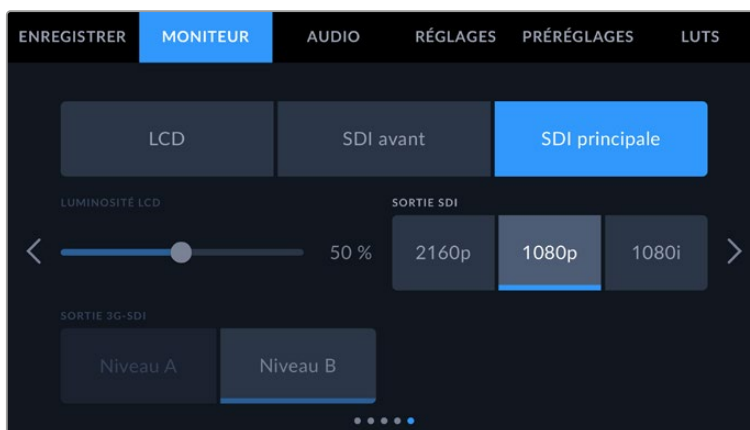 ENREGISTRER MONITEUR AUDIO RÉGLAGES PRÉRÉGLAGES LUTS
LCD SDI avant SDI principale
LUMINOSITÉ LCD SORTIE SDI
50 % 2160p 1080p 1080i
SORTIE 3G-SDI
Niveau A Niveau B